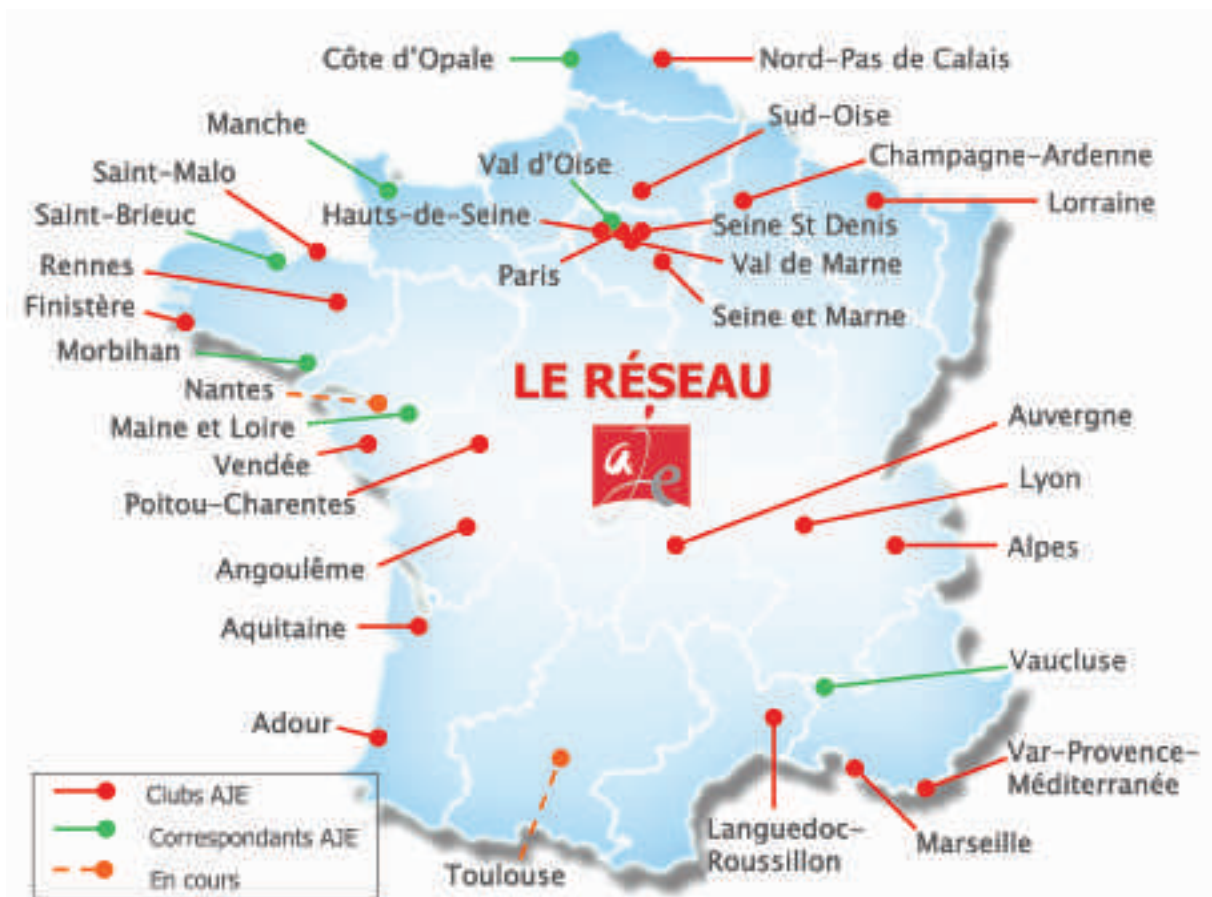 Côte d'Opale
Nord-Pas de Calais
Manche
Sud-Oise
Saint-Malo
Val d'Oise
Champagne-Ardenne
Saint-Brieuc
Hauts-de-Seine
Seine St Denis
Lorraine
Rennes
Paris
Val de Marne
Finistère
Seine et Marne
Morbihan
LE RÉSEAU
Nantes
aje
Auvergne
Maine et Loire
Vendée
Lyon
Poitou-Charentes
Alpes
Angoulême
Aquitaine
Vaucluse
Adour
Var-Provence-
Méditerranée
Clubs AJE
Correspondants AJE
En cours
Toulouse
Languedoc-
Roussillon
Marseille